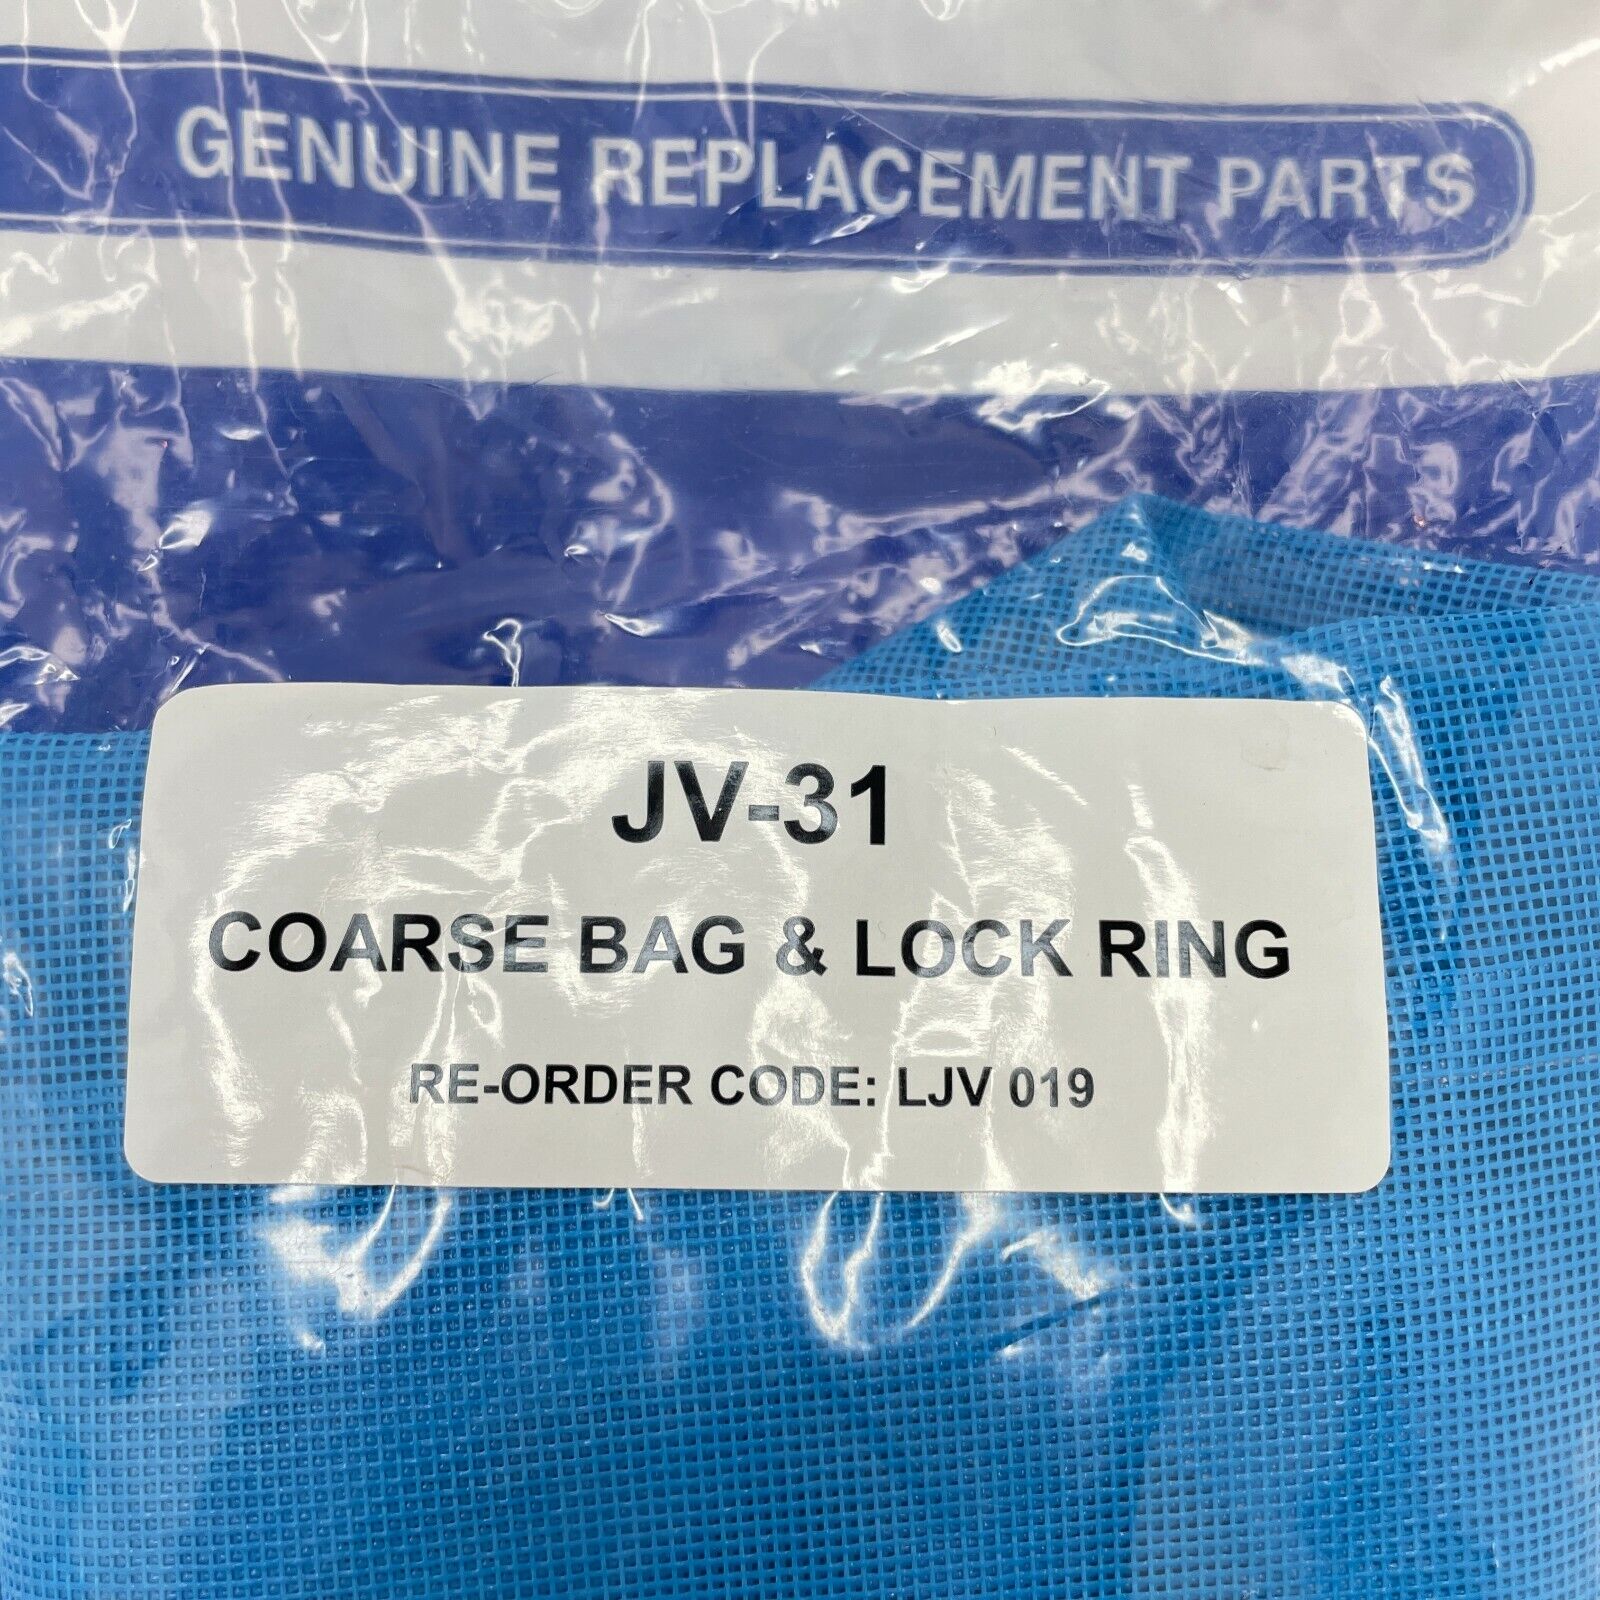 GENUINE REPLACEMENT PARTS
JV-31
COARSE BAG & LOCK RING
RE-ORDER CODE: LJV 019